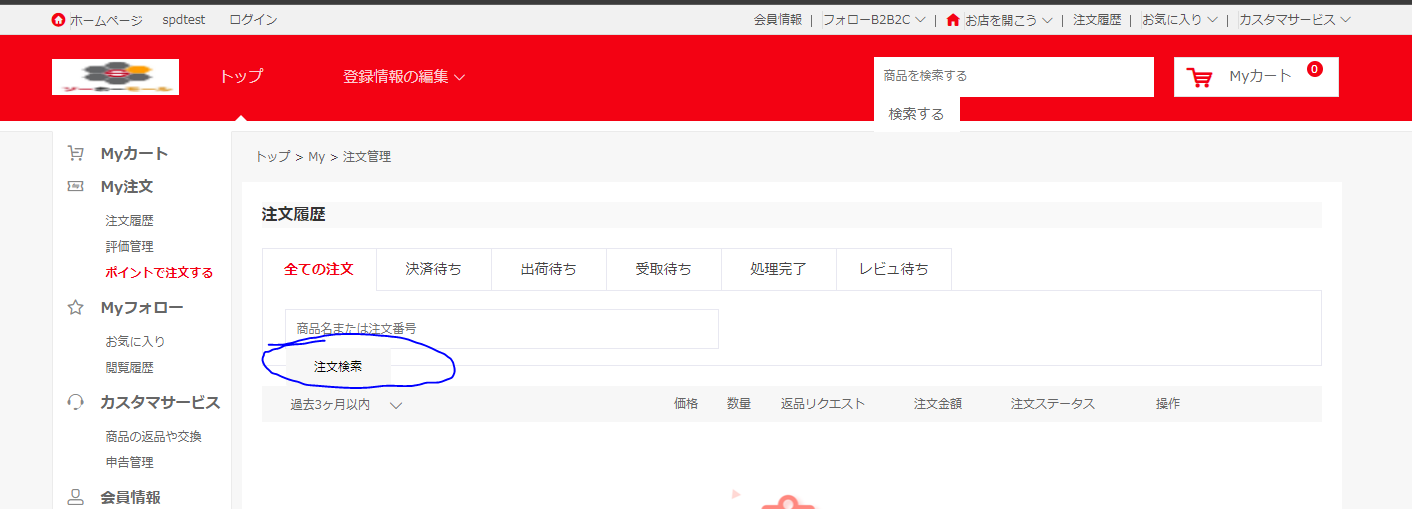 ホームページ spdtest ログイン 会員情報 | フォローB2B2C | お店を開こう | 注文履歴 | お気に入り | カスタマサービス
トップ 登録情報の編集 商品を検索する Myカート 0
検索する
Myカート
My注文
注文履歴
評価管理
ポイントで注文する
Myフォロー
お気に入り
閲覧履歴
カスタマサービス
商品の返品や交換
申告管理
会員情報
トップ > My > 注文管理
注文履歴
全ての注文 決済待ち 出荷待ち 受取待ち 処理完了 レビュ待ち
商品名または注文番号
注文検索
過去3ヶ月以内 価格 数量 返品リクエスト 注文金額 注文ステータス 操作